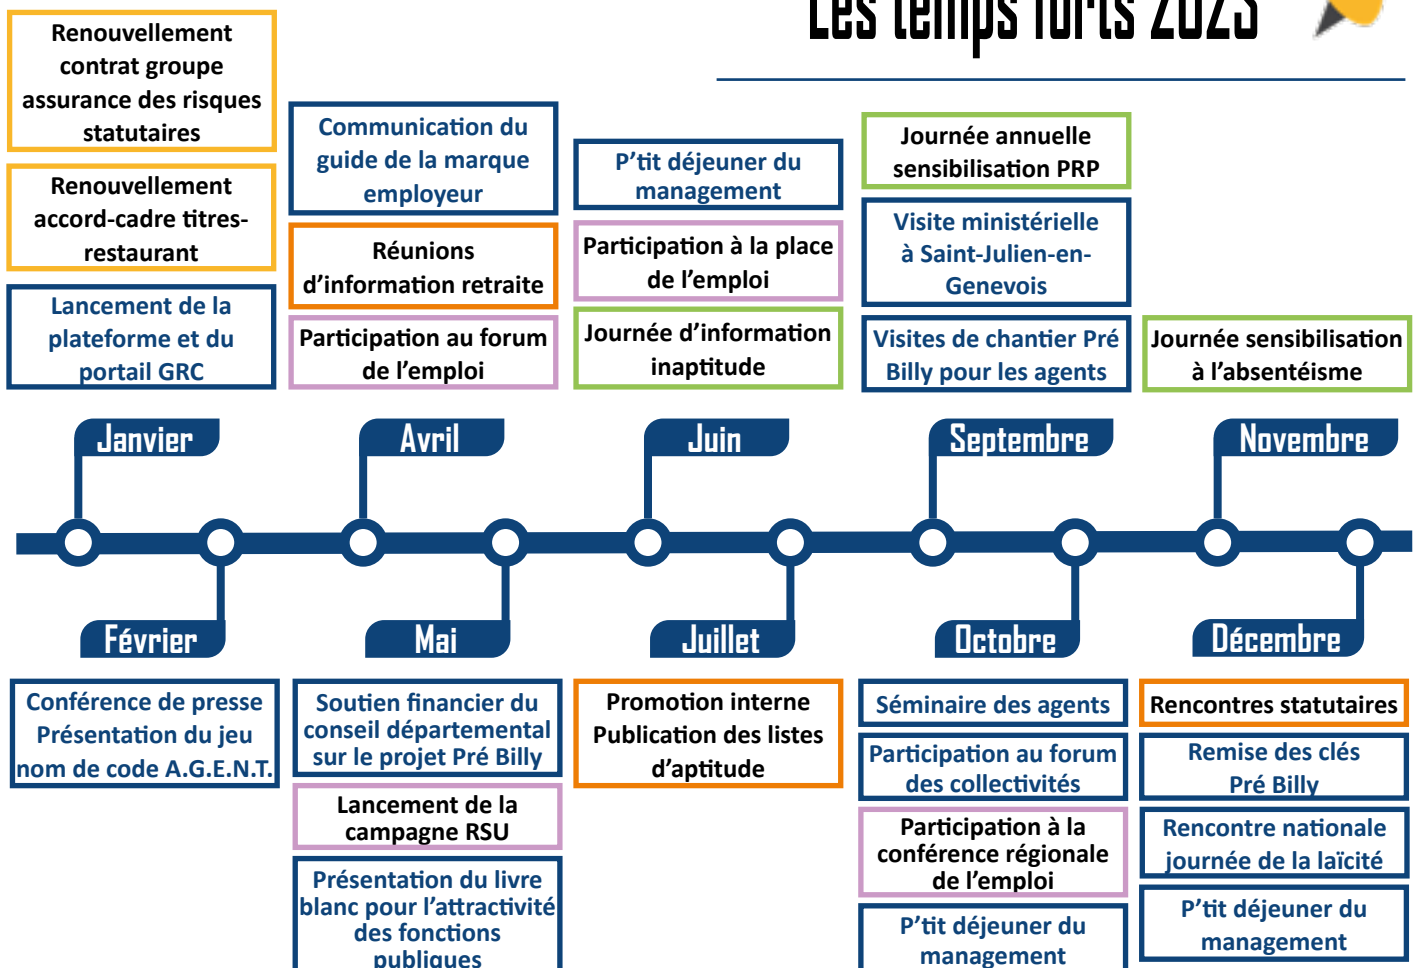 Les temps forts 2023
Renouvellement
contrat groupe
assurance des risques
statutaires
Renouvellement
accord-cadre titres-
restaurant
Lancement de la
plateforme et du
portail GRC
Communication du
guide de la marque
employeur
Réunions
d’information retraite
Participation au forum
de l’emploi
P’tit déjeuner du
management
Participation à la place
de l’emploi
Journée d’information
inaptitude
Journée annuelle
sensibilisation PRP
Visite ministérielle
à Saint-Julien-en-
Genevois
Visites de chantier Pré
Billy pour les agents
Journée sensibilisation
à l’absentéisme
Janvier
Avril
Juin
Septembre
Novembre
Février
Mai
Juillet
Octobre
Décembre
Conférence de presse
Présentation du jeu
nom de code A.G.E.N.T.
Soutien financier du
conseil départemental
sur le projet Pré Billy
Lancement de la
campagne RSU
Présentation du livre
blanc pour l’attractivité
des fonctions
publiques
Promotion interne
Publication des listes
d’aptitude
Séminaire des agents
Participation au forum
des collectivités
Participation à la
conférence régionale
de l’emploi
P’tit déjeuner du
management
Rencontres statutaires
Remise des clés
Pré Billy
Rencontre nationale
journée de la laïcité
P’tit déjeuner du
management